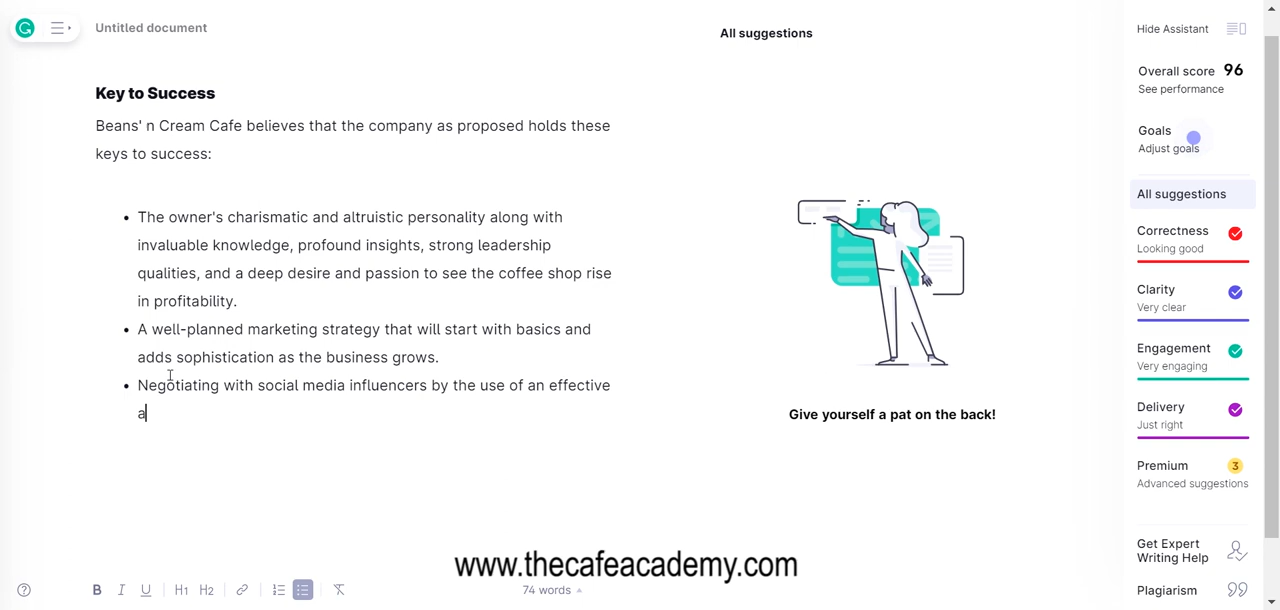 Untitled document
All suggestions
Hide Assistant
Overall score 96
See performance
Goals
Adjust goals
All suggestions
Correctness
Looking good
Clarity
Very clear
Engagement
Very engaging
Delivery
Just right
Premium 3
Advanced suggestions
Get Expert
Writing Help
Plagiarism
Key to Success
Beans' n Cream Cafe believes that the company as proposed holds these
keys to success:
• The owner's charismatic and altruistic personality along with
invaluable knowledge, profound insights, strong leadership
qualities, and a deep desire and passion to see the coffee shop rise
in profitability.
• A well-planned marketing strategy that will start with basics and
adds sophistication as the business grows.
• Negotiating with social media influencers by the use of an effective
a
Give yourself a pat on the back!
www.thecafeacademy.com
B I U H1 H2
74 words